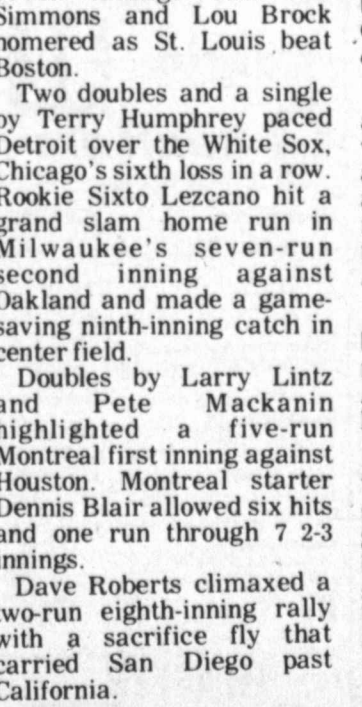 Simmons and Lou Brock
homered as St. Louis beat
Boston.
Two doubles and a single
by Terry Humphrey paced
Detroit over the White Sox,
Chicago's sixth loss in a row.
Rookie Sixto Lezcano hit a
grand slam home run in
Milwaukee's seven-run
second inning against
Oakland and made a game-
saving ninth-inning catch in
center field.
Doubles by Larry Lintz
and Pete Mackanin
highlighted a five-run
Montreal first inning against
Houston. Montreal starter
Dennis Blair allowed six hits
and one run through 7 2-3
innings.
Dave Roberts climaxed a
two-run eighth-inning rally
with a sacrifice fly that
carried San Diego past
California.